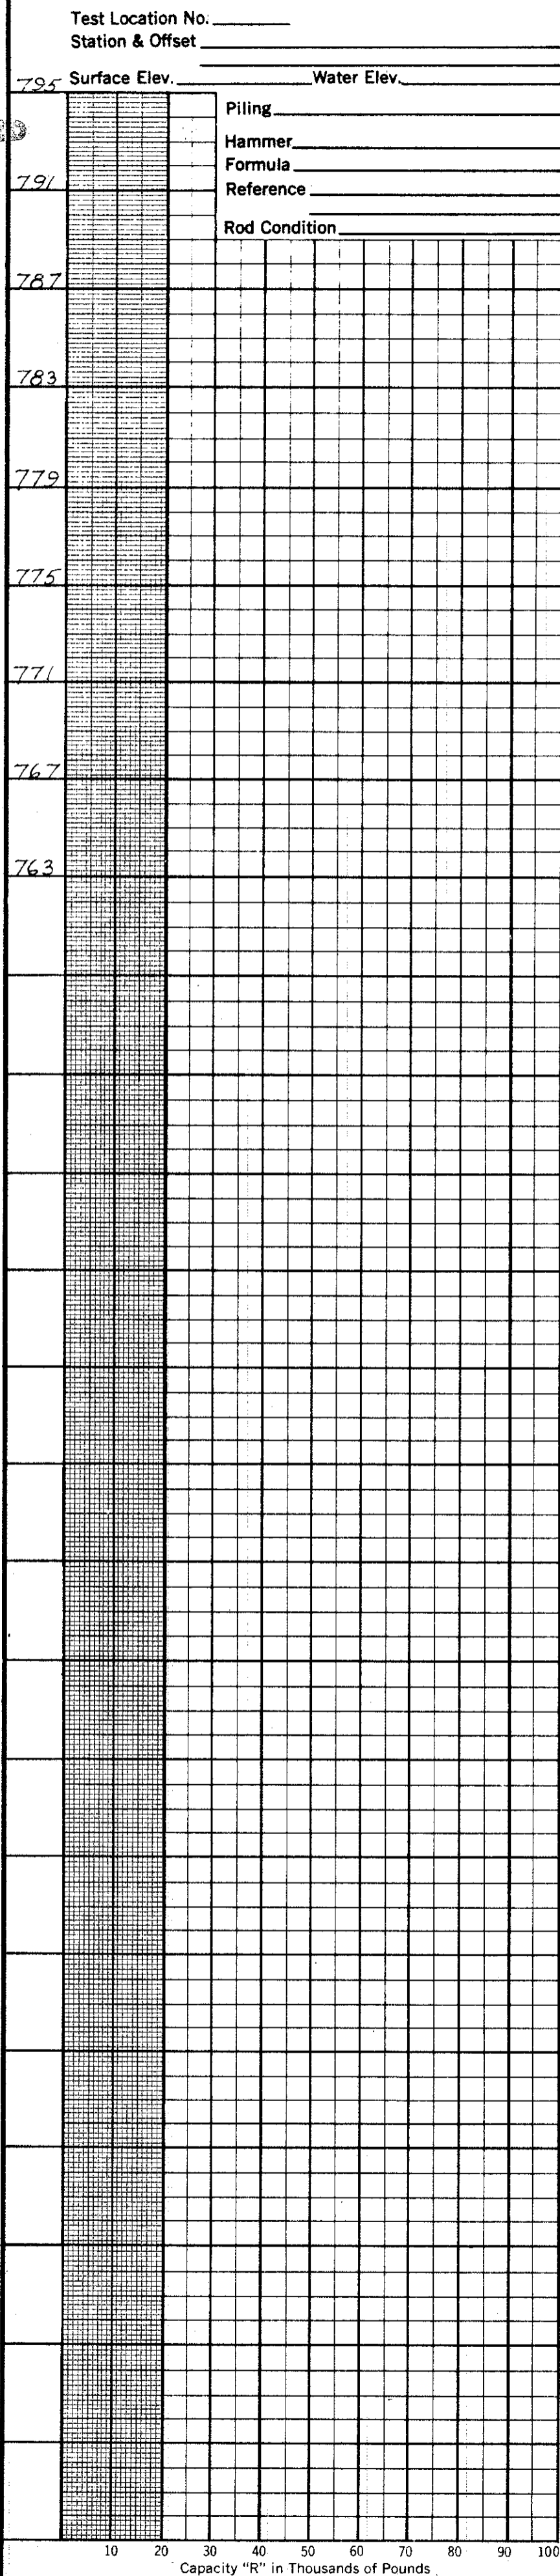 Test Location No.
Station & Offset
Surface Elev. Water Elev.
795
Piling
Hammer
Formula
791
Reference
Rod Condition
787
783
779
775
771
767
763
10 20 30 40 50 60 70 80 90 100
Capacity "R" in Thousands of Pounds